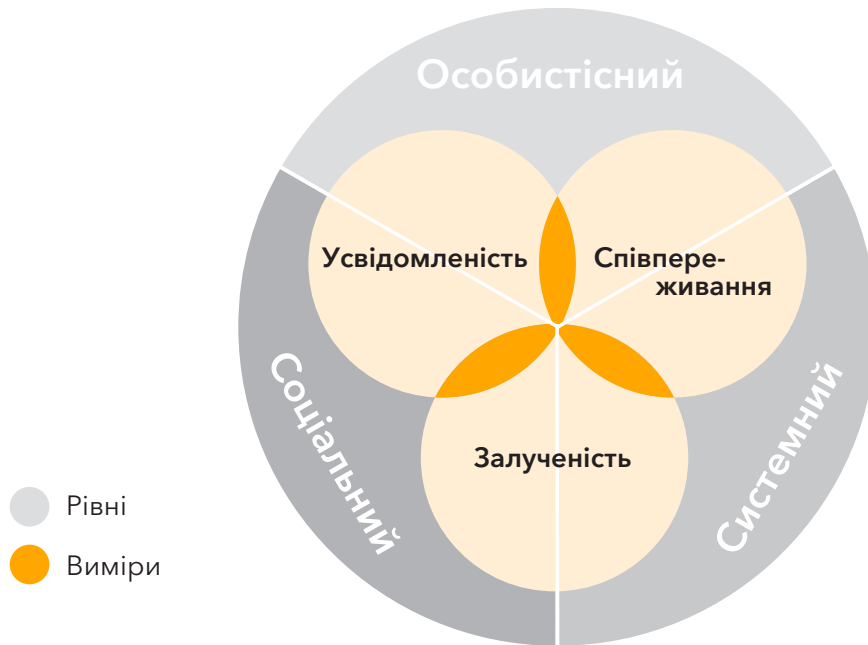 Особистісний
Усвідомленість
Співпере-
живання
Соціальний
Системний
Залученість
Рівні
Виміри